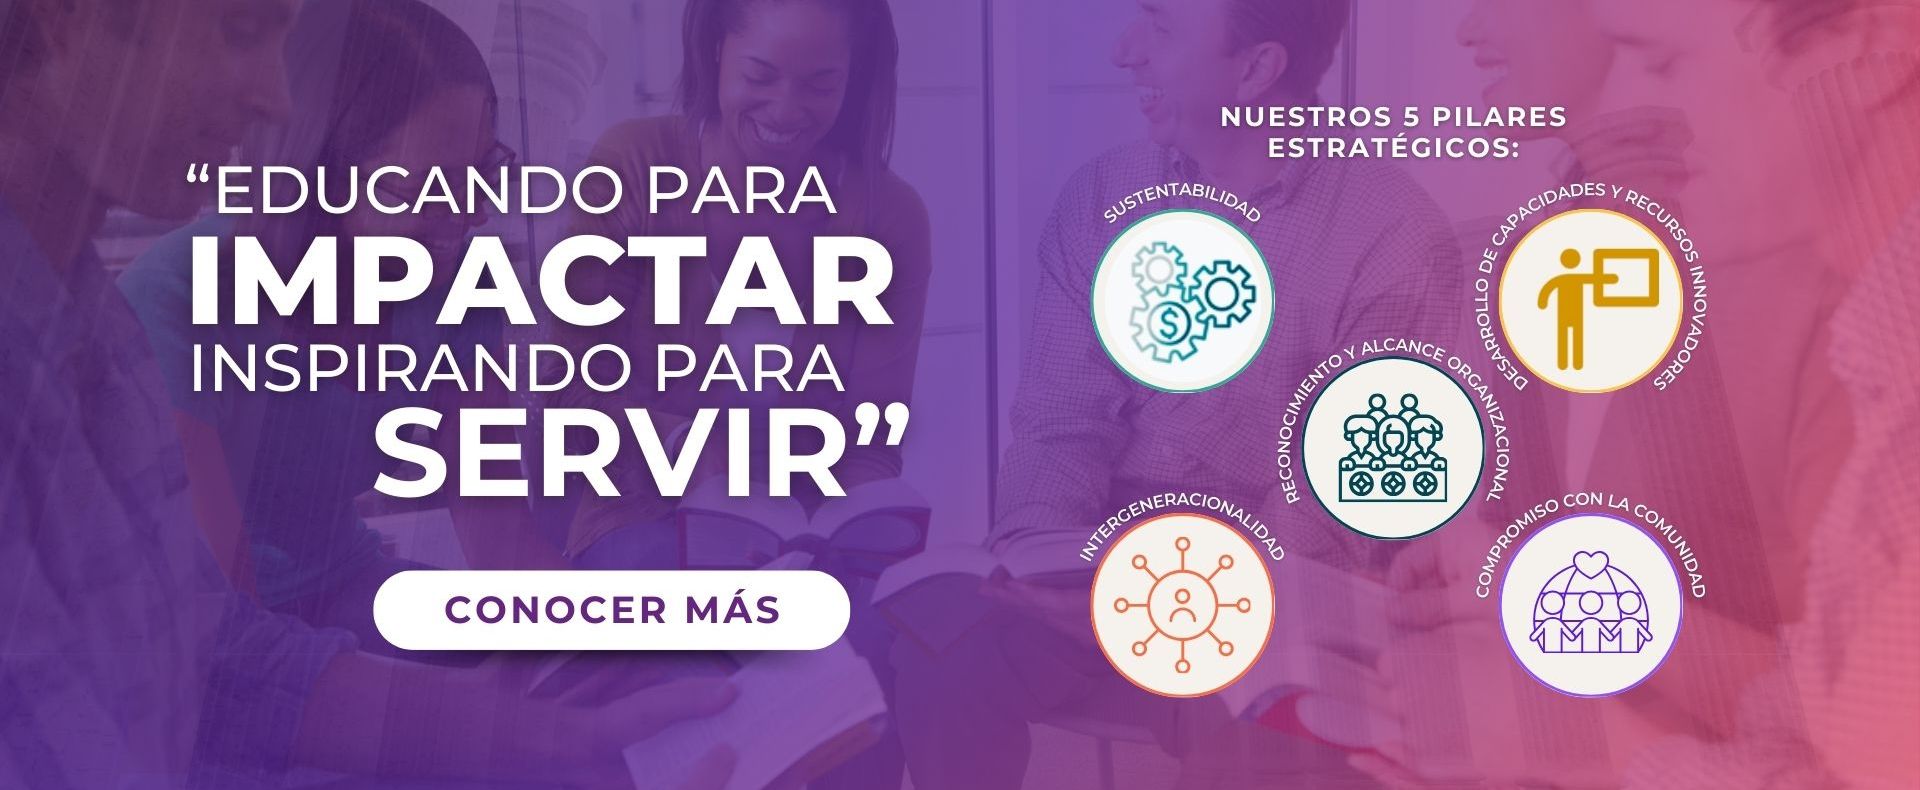 “EDUCANDO PARA
IMPACTAR
INSPIRANDO PARA
SERVIR”
CONOCER MÁS
NUESTROS 5 PILARES
ESTRATÉGICOS:
SUSTENTABILIDAD
$
DESARROLLO DE CAPACIDADES Y RECURSOS INNOVADORES
RECONOCIMIENTO Y ALCANCE ORGANIZACIONAL
INTERGENERACIONALIDAD
COMPROMISO CON LA COMUNIDAD